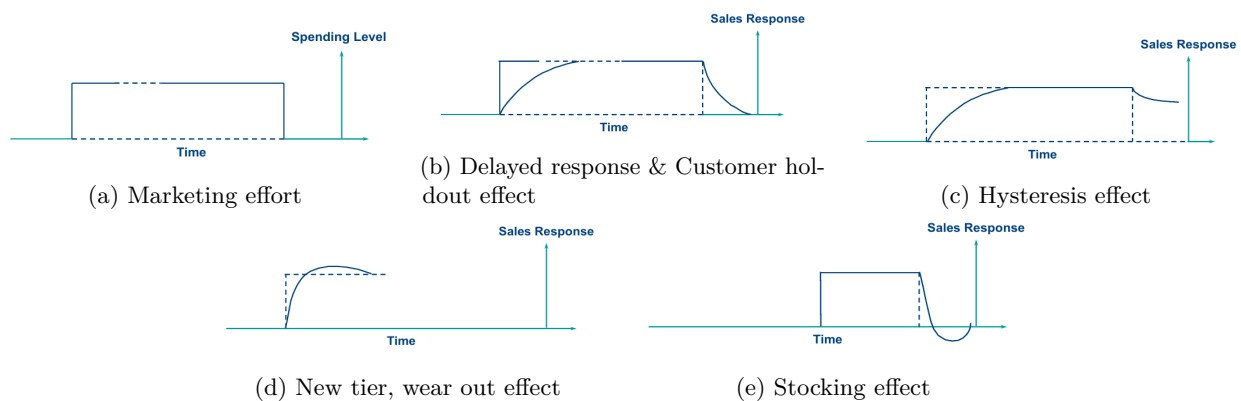 Spending Level
Time
(a) Marketing effort
Sales Response
Time
(b) Delayed response & Customer hol-
dout effect
Sales Response
Time
(c) Hysteresis effect
Sales Response
Time
(d) New tier, wear out effect
Sales Response
Time
(e) Stocking effect